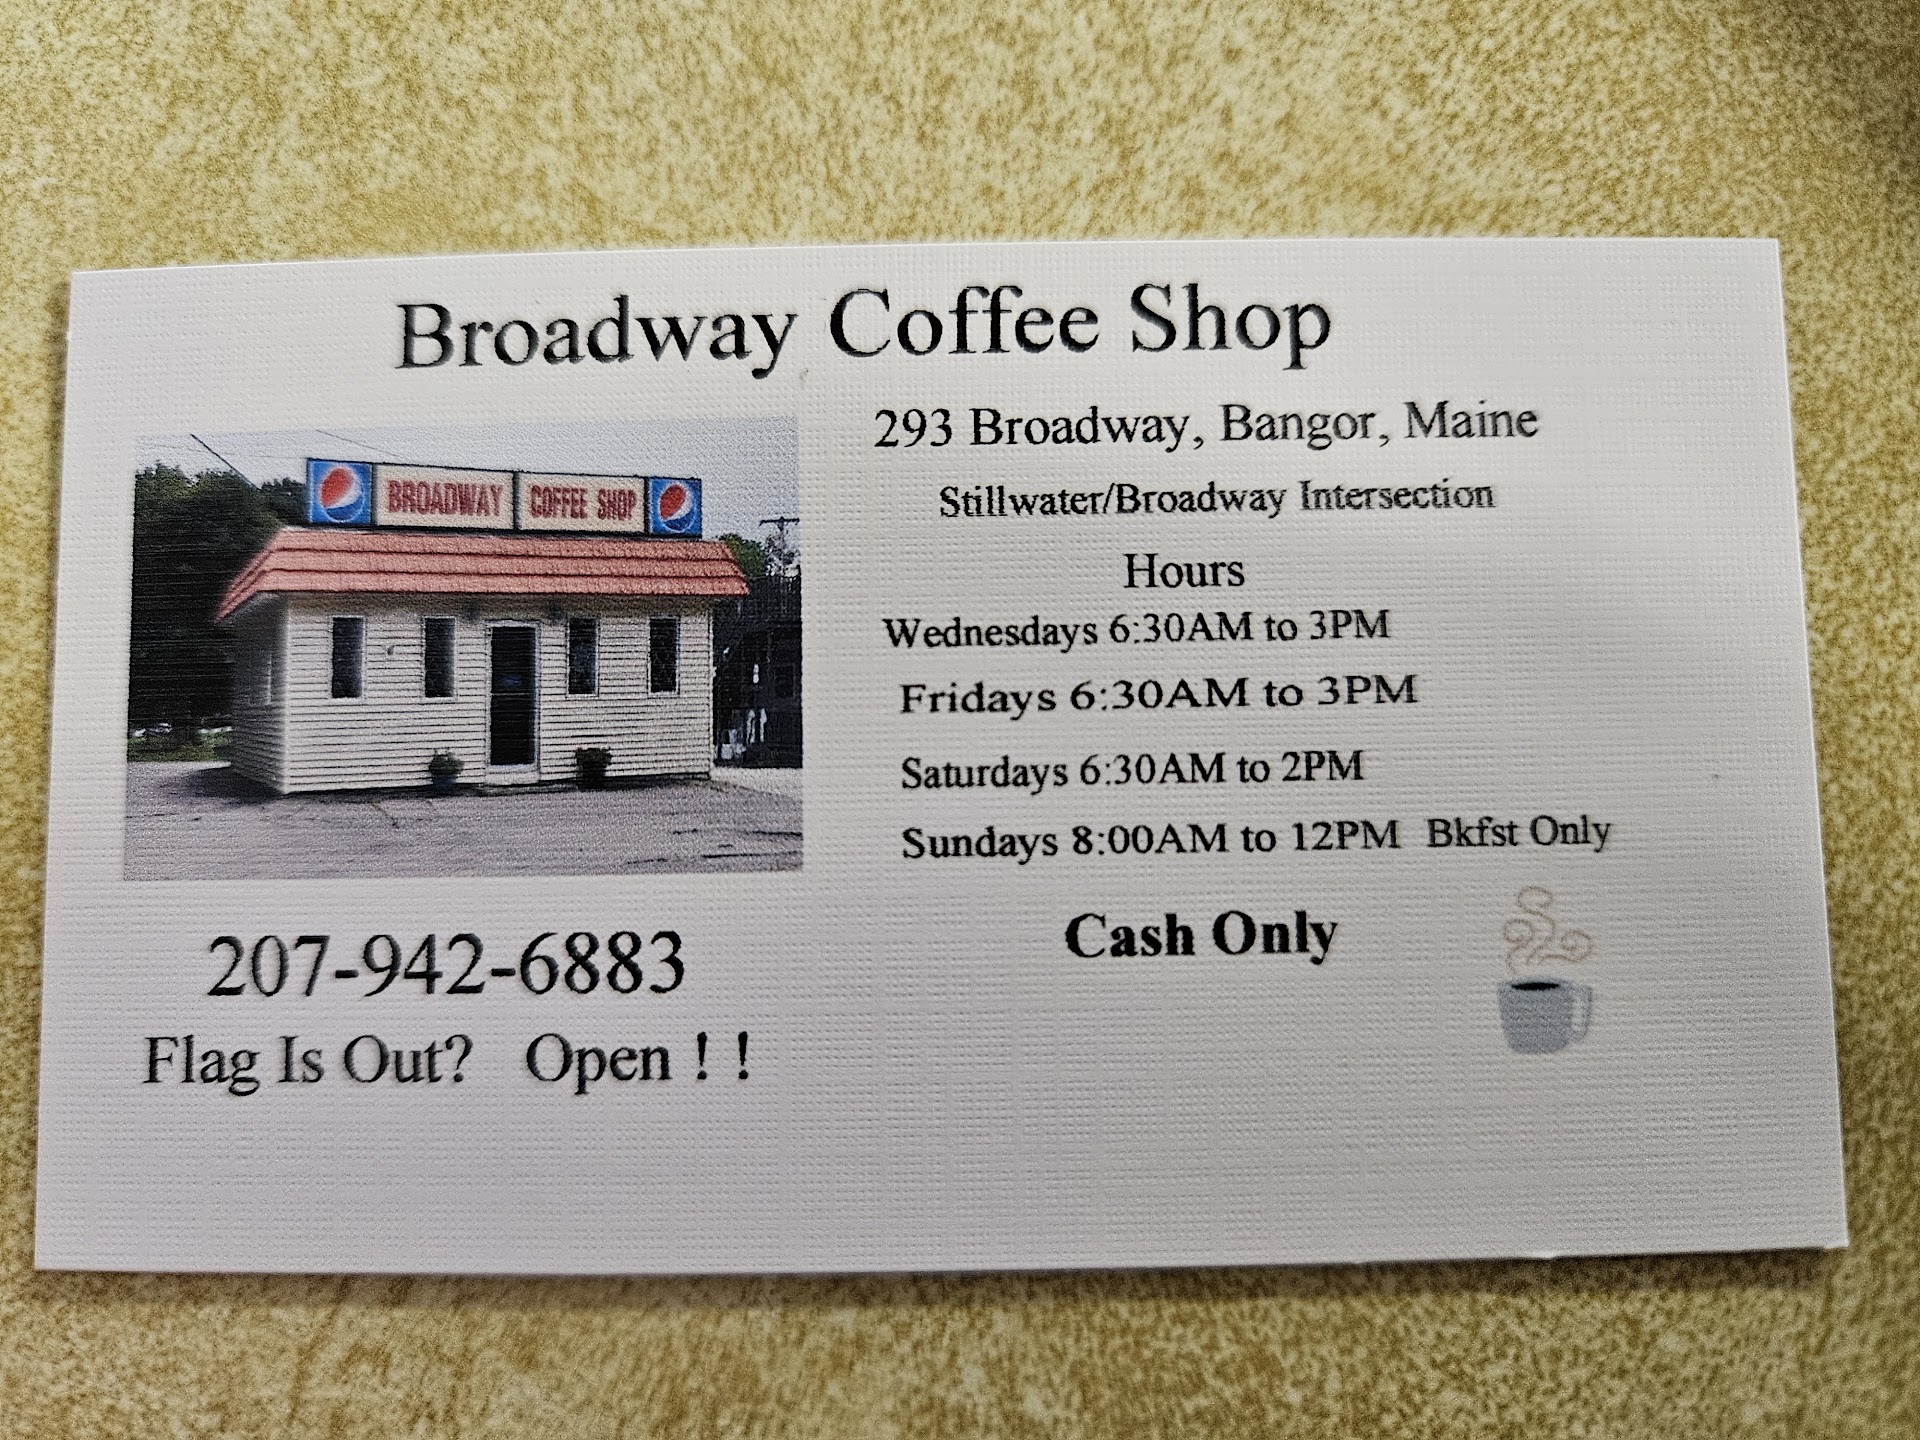 Broadway Coffee Shop
BROADWAY COFFEE SHOP
293 Broadway, Bangor, Maine
Stillwater/Broadway Intersection
Hours
Wednesdays 6:30AM to 3PM
Fridays 6:30AM to 3PM
Saturdays 6:30AM to 2PM
Sundays 8:00AM to 12PM Bkfst Only
Cash Only
207-942-6883
Flag Is Out? Open ! !